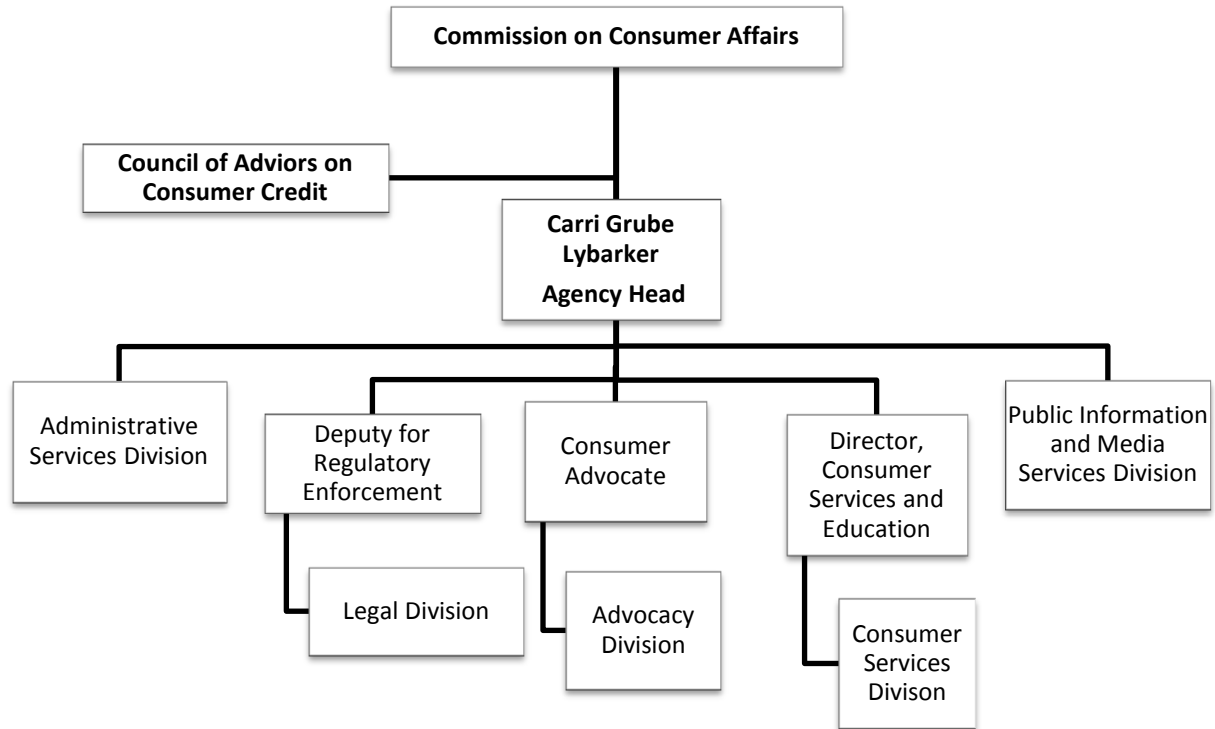 Commission on Consumer Affairs
Council of Adviors on
Consumer Credit
Carri Grube
Lybarker
Agency Head
Administrative
Services Division
Deputy for
Regulatory
Enforcement
Consumer
Advocate
Director,
Consumer
Services and
Education
Public Information
and Media
Services Division
Legal Division
Advocacy
Division
Consumer
Services
Divison